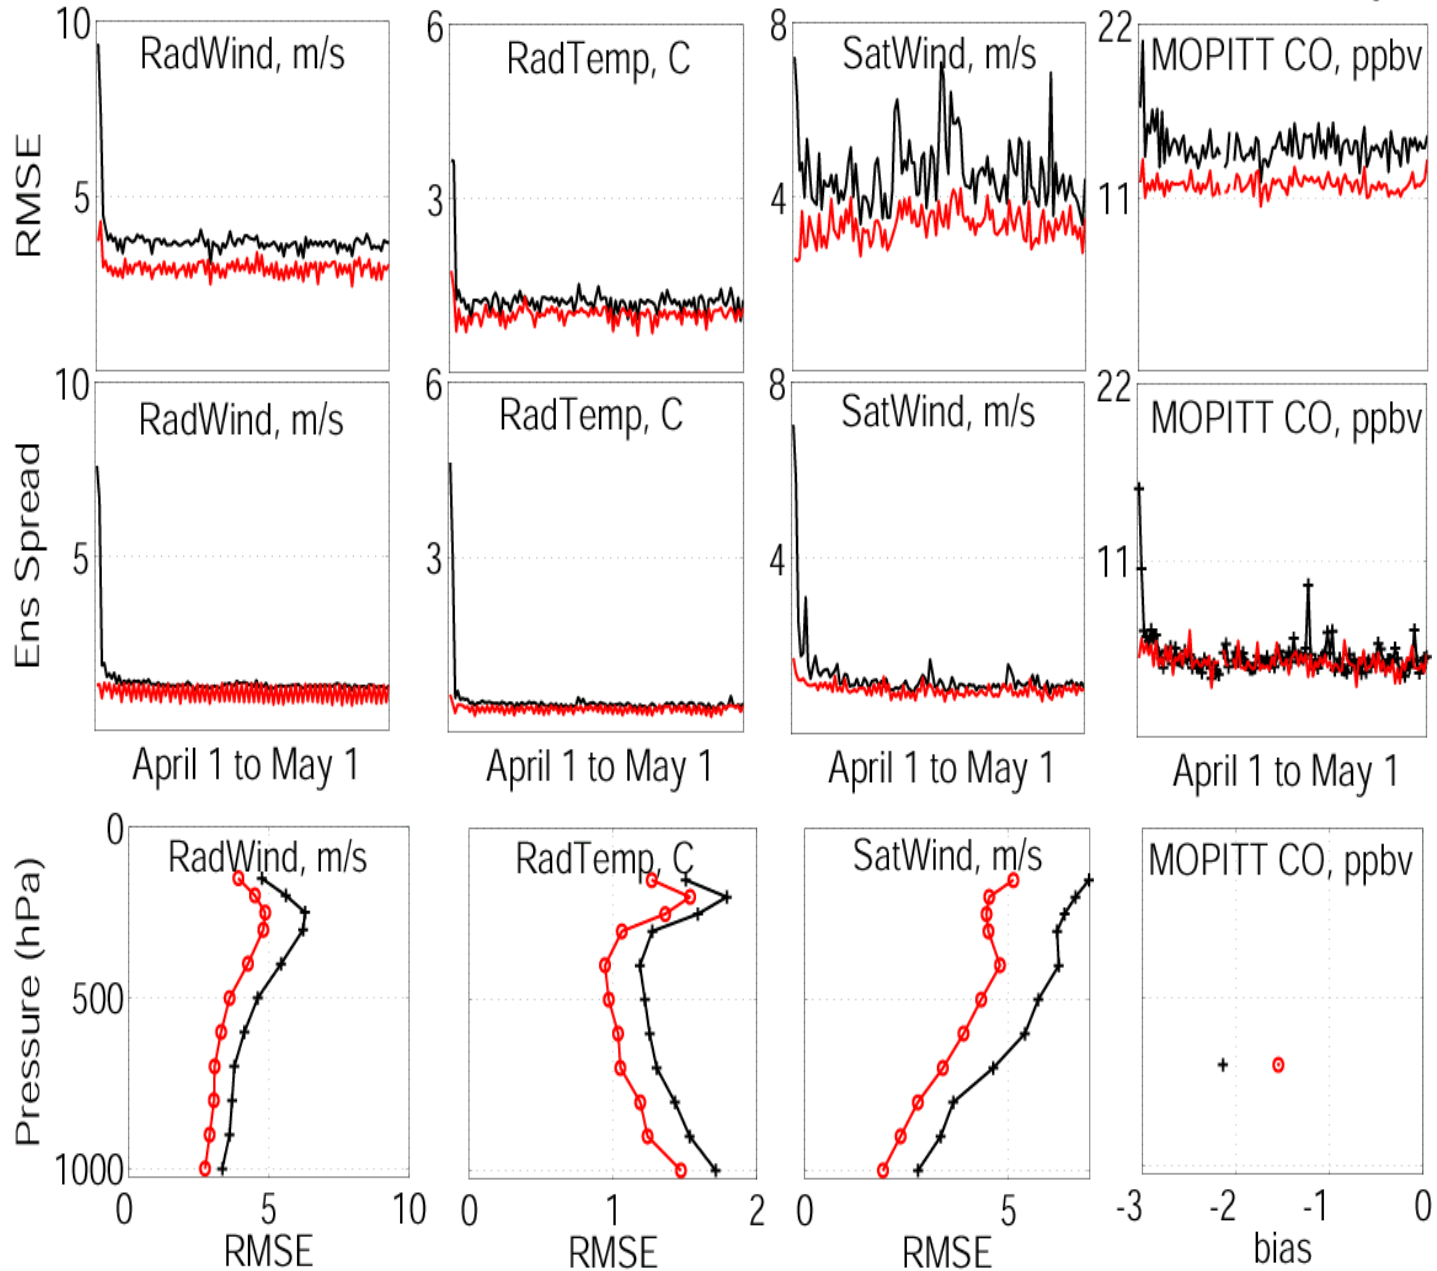 RMSE
10
5
RadWind, m/s
6
3
RadTemp, C
8
4
SatWind, m/s
22
11
MOPITT CO, ppbv
Ens Spread
10
5
RadWind, m/s
6
3
RadTemp, C
8
4
SatWind, m/s
22
11
MOPITT CO, ppbv
April 1 to May 1
April 1 to May 1
April 1 to May 1
April 1 to May 1
Pressure (hPa)
0
500
1000
RadWind, m/s
RadTemp, C
SatWind, m/s
MOPITT CO, ppbv
0 5 10
0 1 2
0 5
-3 -2 -1 0
RMSE
RMSE
RMSE
bias